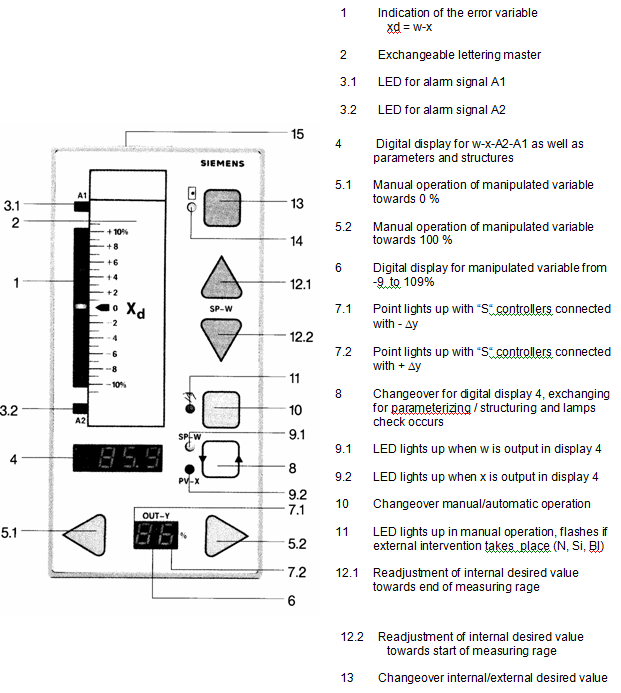 15
SIEMENS
A1
3.1
2
+ 10%
+ 8
+ 6
+ 4
+ 2
0
Xd
- 2
- 4
- 6
- 8
- 10%
1
13
14
12.1
SP-W
12.2
11
10
3.2
A2
SP-W
9.1
4
85.9
8
PV-X
9.2
7.1
OUT-Y
86 %
5.1
5.2
7.2
6
1 Indication of the error variable
xd = w-x
2 Exchangeable lettering master
3.1 LED for alarm signal A1
3.2 LED for alarm signal A2
4 Digital display for w-x-A2-A1 as well as
parameters and structures
5.1 Manual operation of manipulated variable
towards 0 %
5.2 Manual operation of manipulated variable
towards 100 %
6 Digital display for manipulated variable from
-9 to 109%
7.1 Point lights up with “S“ controllers connected
with - Δy
7.2 Point lights up with “S“ controllers connected
with + Δy
8 Changeover for digital display 4, exchanging
for parameterizing / structuring and lamps
check occurs
9.1 LED lights up when w is output in display 4
9.2 LED lights up when x is output in display 4
10 Changeover manual/automatic operation
11 LED lights up in manual operation, flashes if
external intervention takes place (N, Si, Bl)
12.1 Readjustment of internal desired value
towards end of measuring rage
12.2 Readjustment of internal desired value
towards start of measuring rage
13 Changeover internal/external desired value